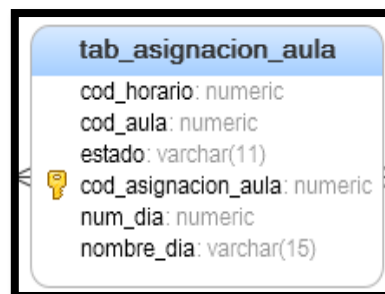 tab_asignacion_aula
cod_horario: numeric
cod_aula: numeric
estado: varchar(11)
cod_asignacion_aula: numeric
num_dia: numeric
nombre_dia: varchar(15)